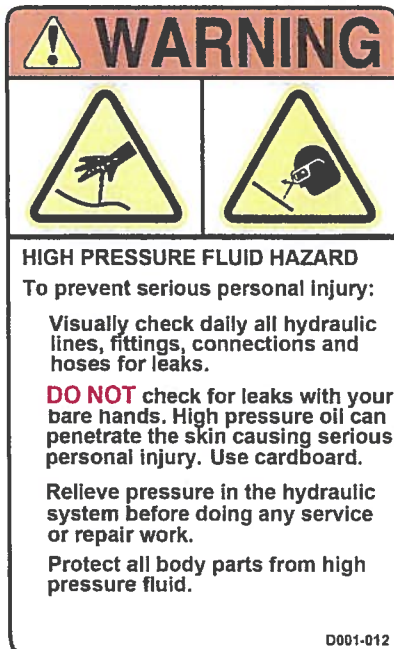 WARNING
HIGH PRESSURE FLUID HAZARD
To prevent serious personal injury:
Visually check daily all hydraulic
lines, fittings, connections and
hoses for leaks.
DO NOT check for leaks with your
bare hands. High pressure oil can
penetrate the skin causing serious
personal injury. Use cardboard.
Relieve pressure in the hydraulic
system before doing any service
or repair work.
Protect all body parts from high
pressure fluid.
D001-012